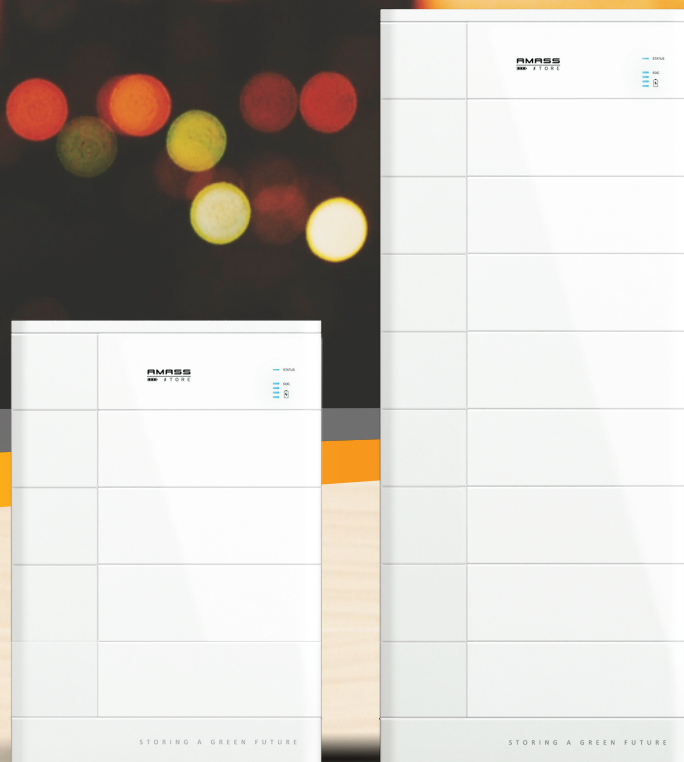 AMASS
STORE
STATUS
SOC
AMASS
STORE
STATUS
SOC
STORING A GREEN FUTURE
STORING A GREEN FUTURE